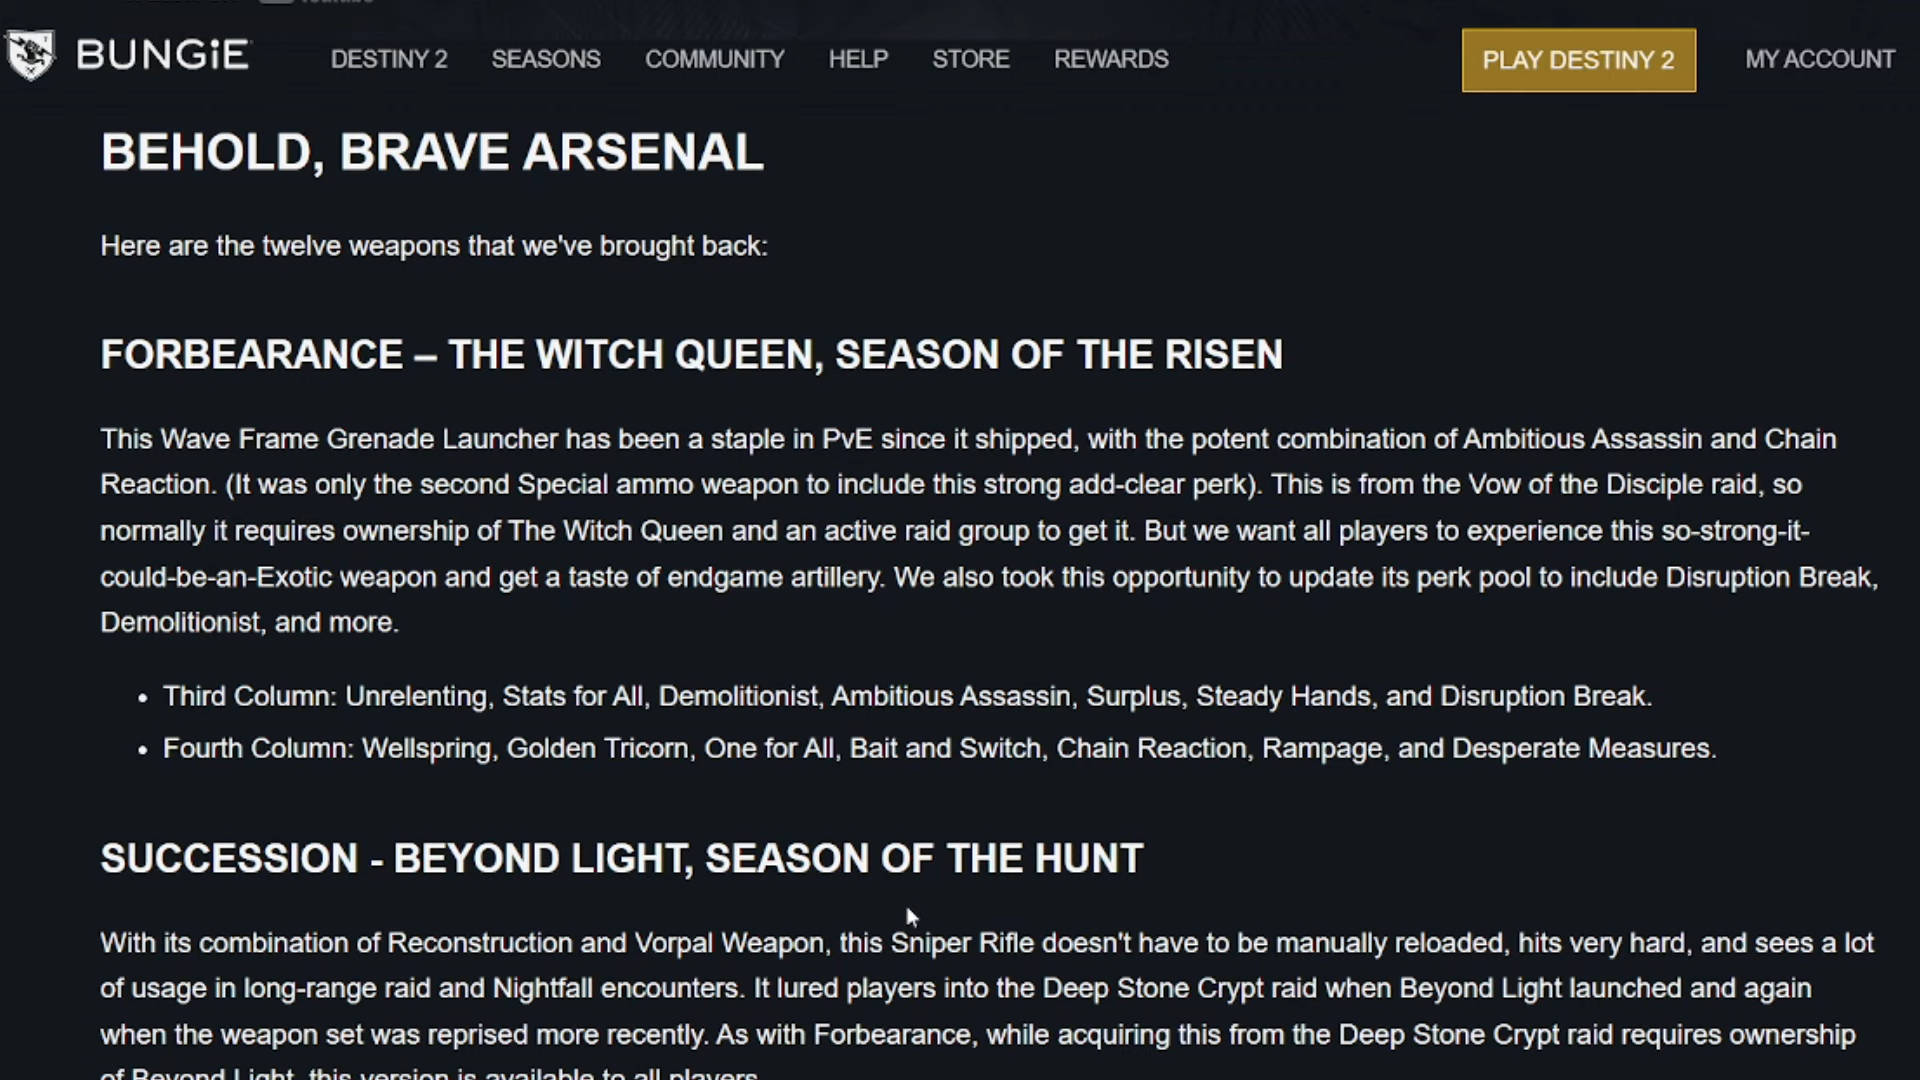 BUNGiE
DESTINY 2 SEASONS COMMUNITY HELP STORE REWARDS PLAY DESTINY 2 MY ACCOUNT
BEHOLD, BRAVE ARSENAL
Here are the twelve weapons that we've brought back:
FORBEARANCE – THE WITCH QUEEN, SEASON OF THE RISEN
This Wave Frame Grenade Launcher has been a staple in PvE since it shipped, with the potent combination of Ambitious Assassin and Chain
Reaction. (It was only the second Special ammo weapon to include this strong add-clear perk). This is from the Vow of the Disciple raid, so
normally it requires ownership of The Witch Queen and an active raid group to get it. But we want all players to experience this so-strong-it-
could-be-an-Exotic weapon and get a taste of endgame artillery. We also took this opportunity to update its perk pool to include Disruption Break,
Demolitionist, and more.
• Third Column: Unrelenting, Stats for All, Demolitionist, Ambitious Assassin, Surplus, Steady Hands, and Disruption Break.
• Fourth Column: Wellspring, Golden Tricorn, One for All, Bait and Switch, Chain Reaction, Rampage, and Desperate Measures.
SUCCESSION - BEYOND LIGHT, SEASON OF THE HUNT
With its combination of Reconstruction and Vorpal Weapon, this Sniper Rifle doesn't have to be manually reloaded, hits very hard, and sees a lot
of usage in long-range raid and Nightfall encounters. It lured players into the Deep Stone Crypt raid when Beyond Light launched and again
when the weapon set was reprised more recently. As with Forbearance, while acquiring this from the Deep Stone Crypt raid requires ownership
of Beyond Light, this version is available to all players.